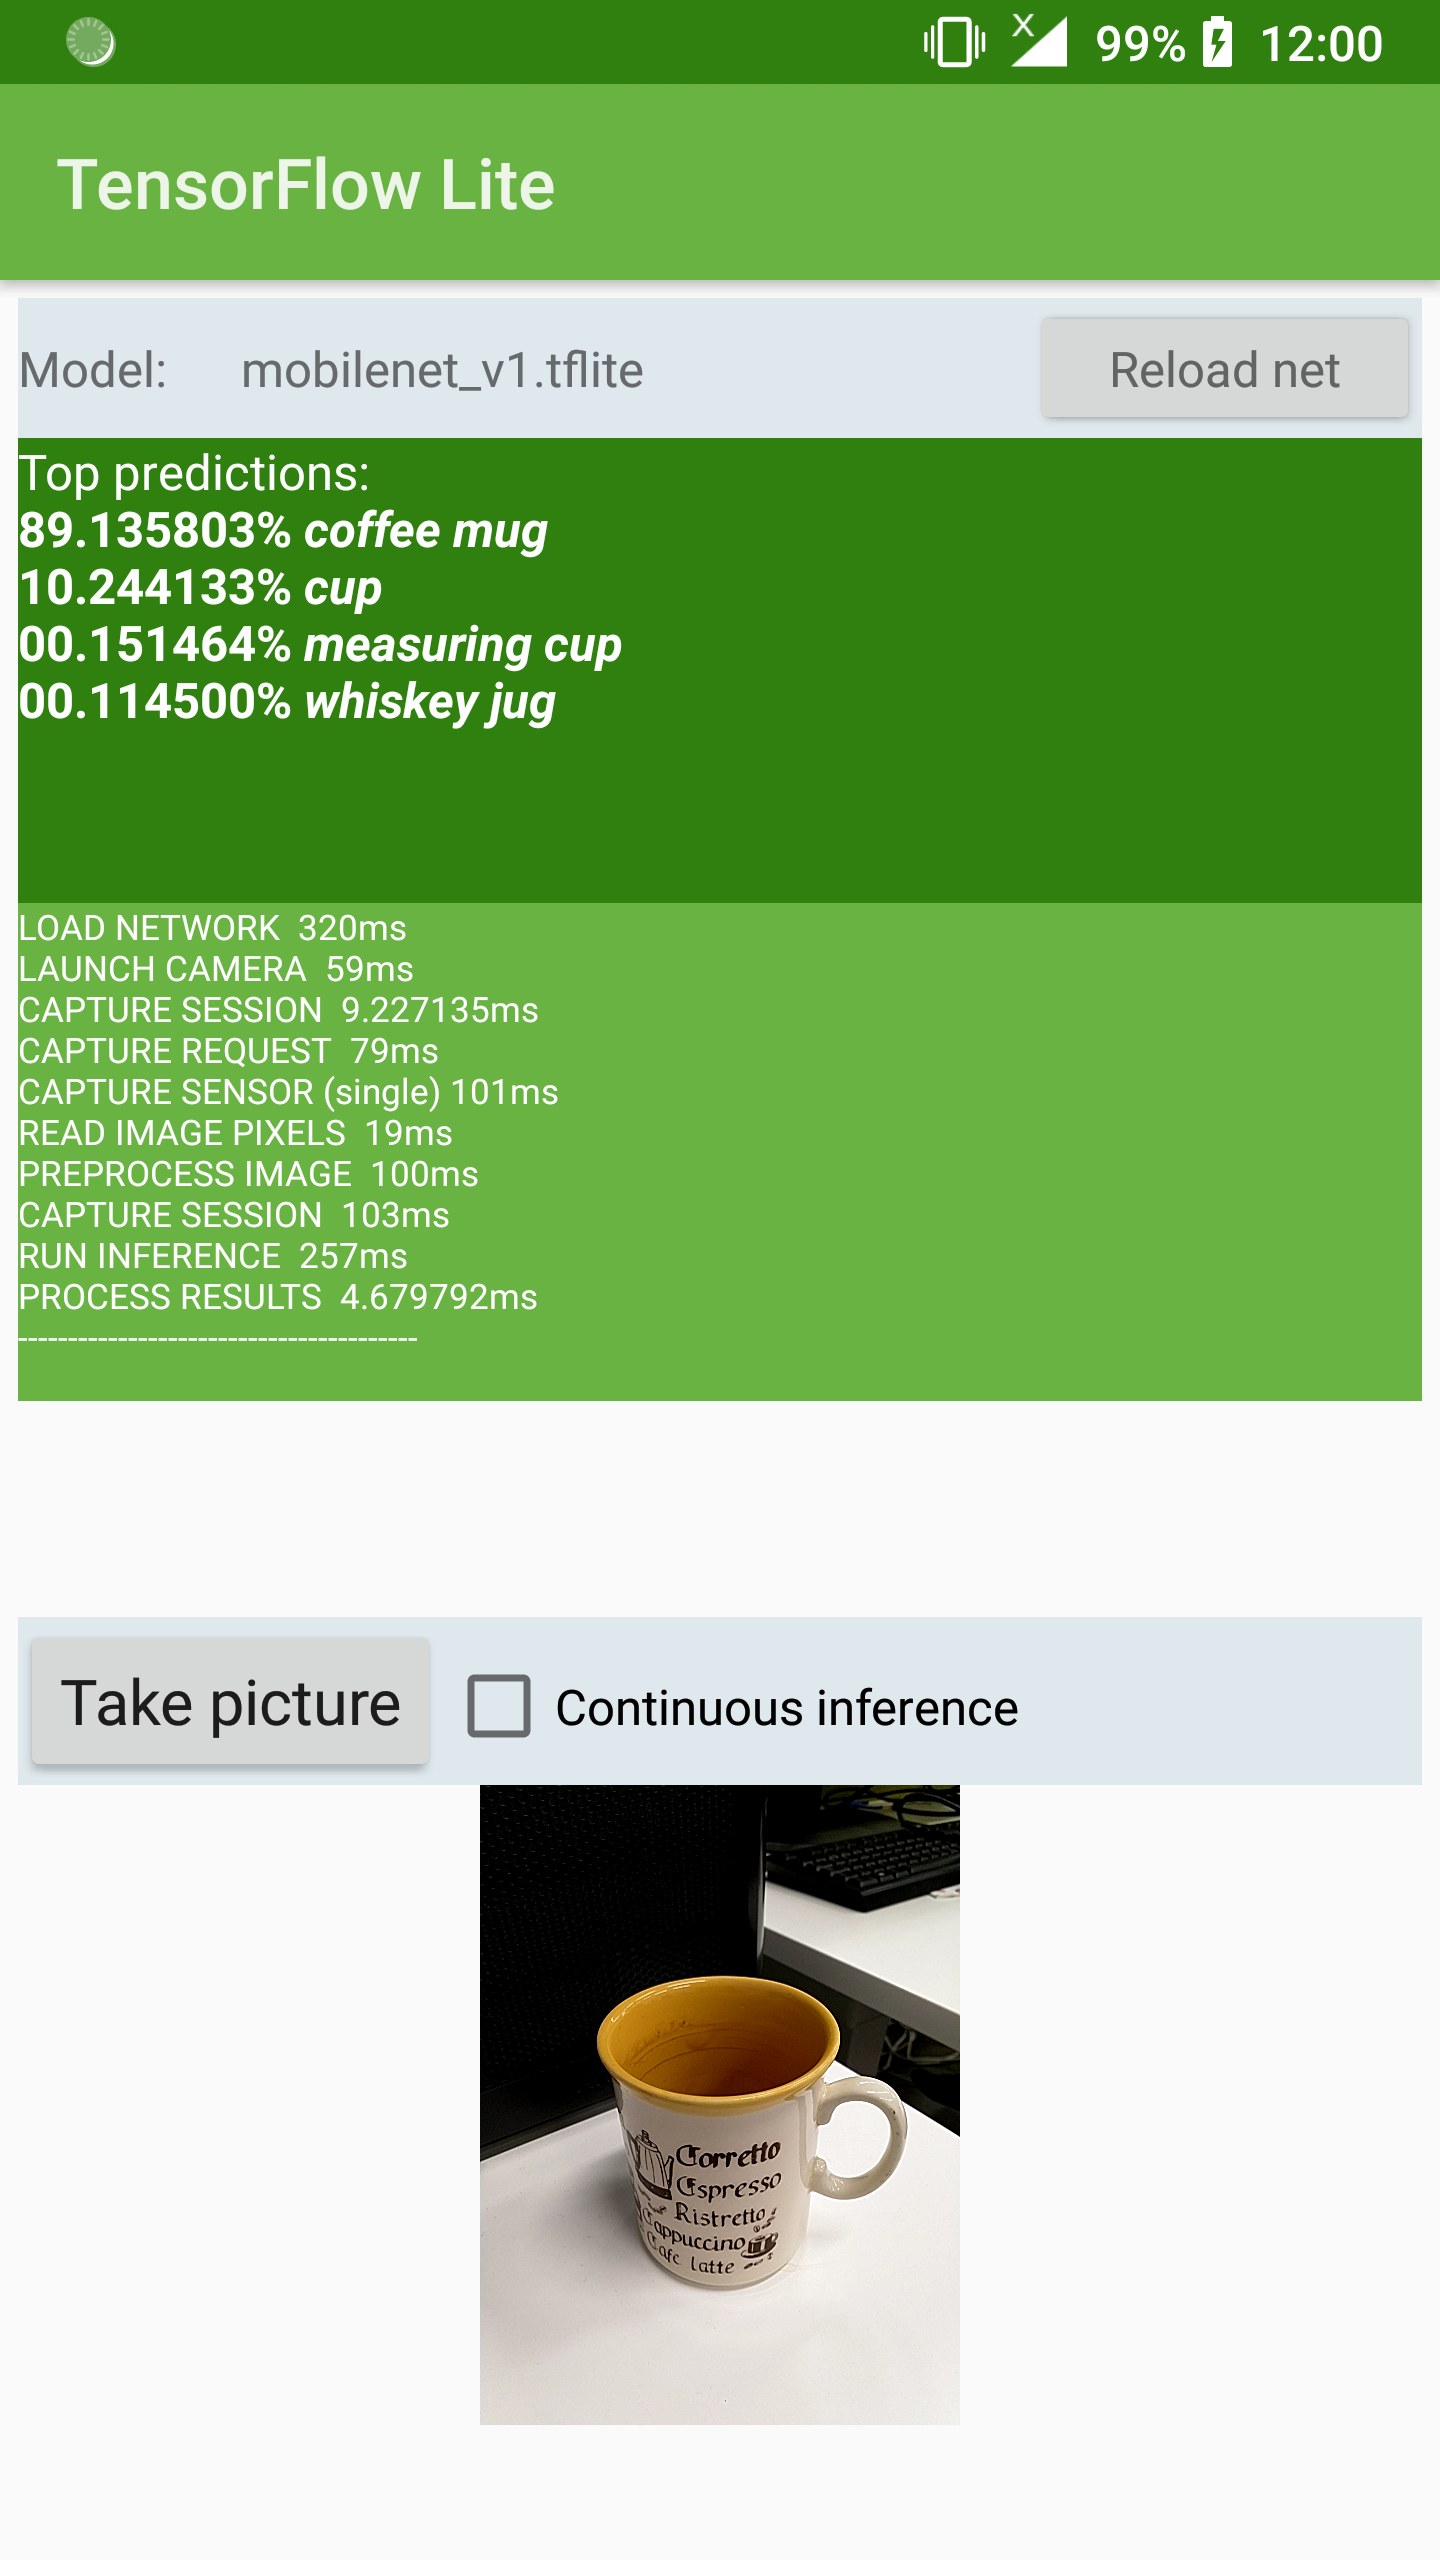 X 99% 12:00
TensorFlow Lite
Model: mobilenet_v1.tflite Reload net
Top predictions:
89.135803% coffee mug
10.244133% cup
00.151464% measuring cup
00.114500% whiskey jug
LOAD NETWORK 320ms
LAUNCH CAMERA 59ms
CAPTURE SESSION 9.227135ms
CAPTURE REQUEST 79ms
CAPTURE SENSOR (single) 101ms
READ IMAGE PIXELS 19ms
PREPROCESS IMAGE 100ms
CAPTURE SESSION 103ms
RUN INFERENCE 257ms
PROCESS RESULTS 4.679792ms
----------------------------------------
Take picture Continuous inference
Corretto
Espresso
Ristretto
Cappuccino
Cafe latte